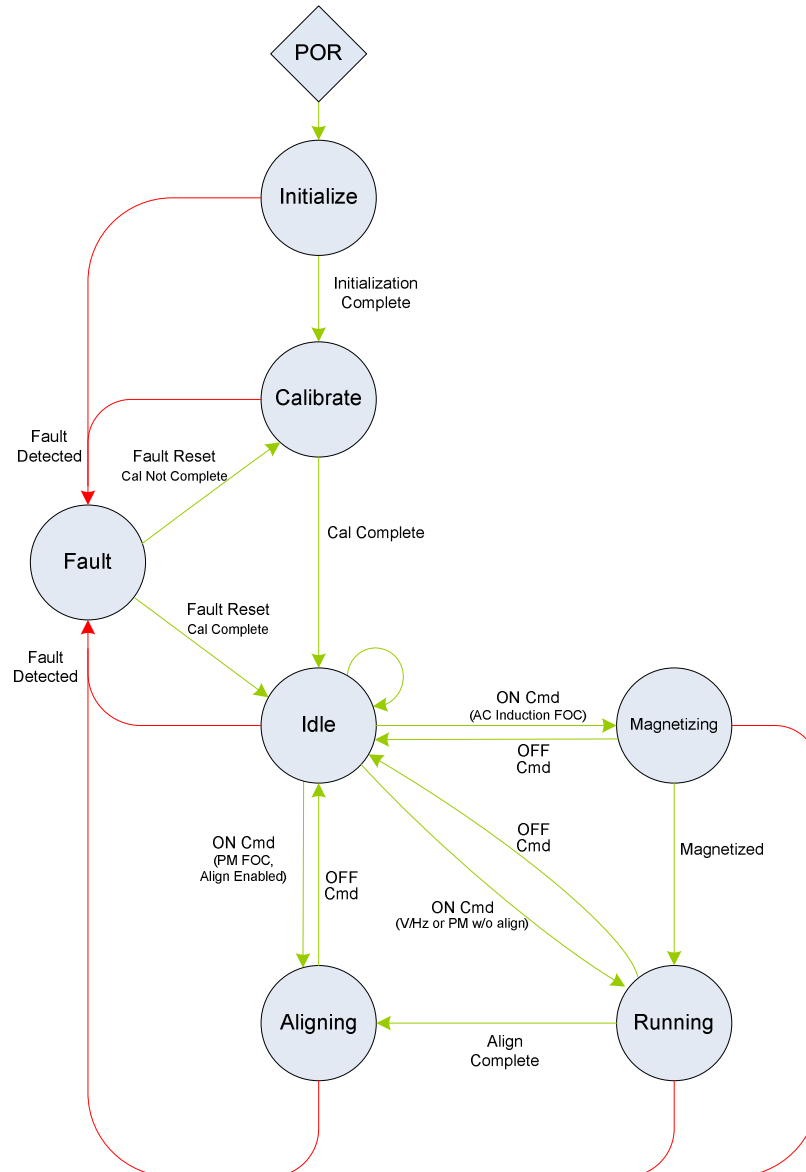 POR
Initialize
Initialization
Complete
Calibrate
Fault
Detected
Fault Reset
Cal Not Complete
Cal Complete
Fault
Fault Reset
Cal Complete
Fault
Detected
Idle
ON Cmd
(AC Induction FOC)
Magnetizing
OFF
Cmd
ON Cmd
(PM FOC,
Align Enabled)
OFF
Cmd
OFF
Cmd
Magnetized
ON Cmd
(V/Hz or PM w/o align)
Aligning
Running
Align
Complete